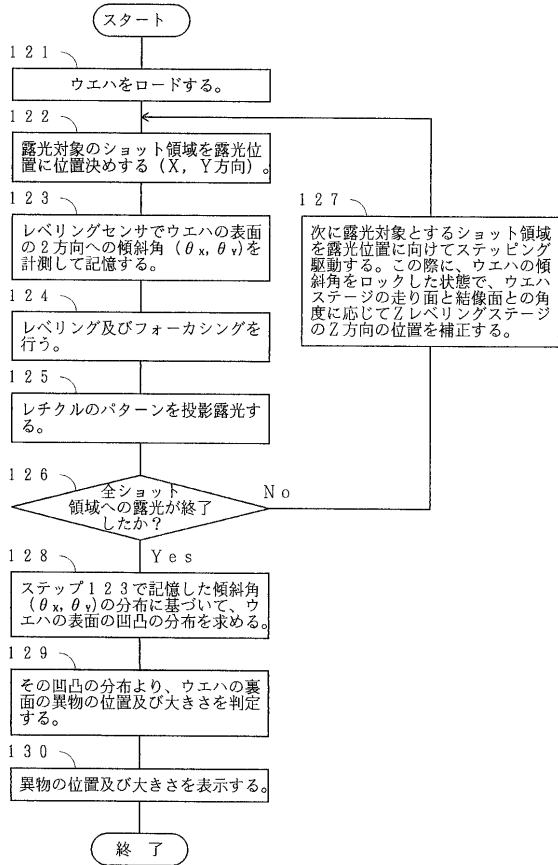 スタート
121
ウエハをロードする。
122
露光対象のショット領域を露光位
置に位置決めする（X，Y方向）。
123
レベリングセンサでウエハの表面
の2方向への傾斜角（θX, θY）を
計測して記憶する。
124
レベリング及びフォーカシングを
行う。
125
レチクルのパターンを投影露光す
る。
126
全ショット
領域への露光が終了
したか？
No
Yes
127
次に露光対象とするショット領域
を露光位置に向けてステッピング
駆動する。この際に、ウエハの傾
斜角をロックした状態で、ウエハ
ステージの走り面と結像面との角
度に応じてZレベリングステージ
のZ方向の位置を補正する。
128
ステップ123で記憶した傾斜角
（θX, θY）の分布に基づいて、ウ
エハの表面の凹凸の分布を求める。
129
その凹凸の分布より、ウエハの裏
面の異物の位置及び大きさを判定
する。
130
異物の位置及び大きさを表示する。
終了